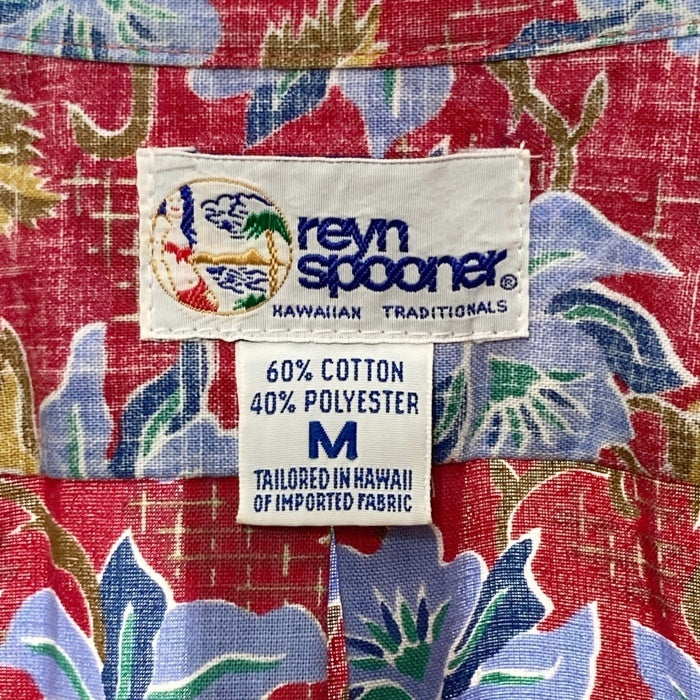 reyn
spooner®
HAWAIIAN TRADITIONALS
60% COTTON
40% POLYESTER
M
TAILORED IN HAWAII
OF IMPORTED FABRIC